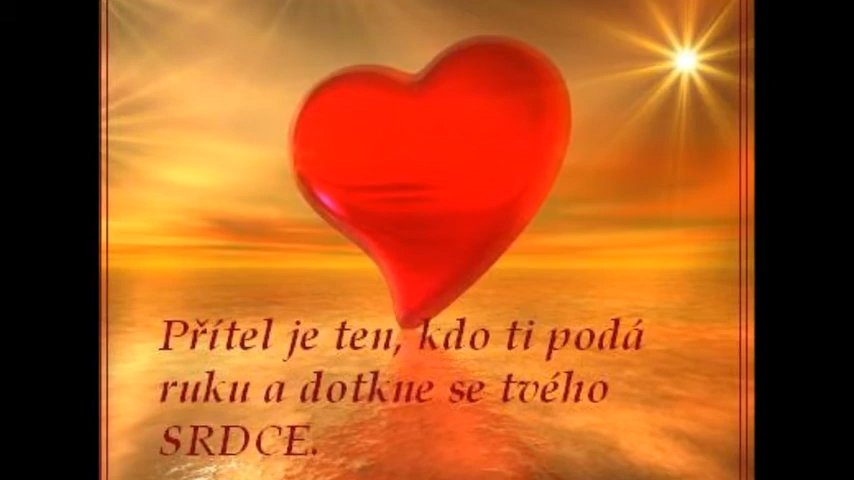 Přítel je ten, kdo ti podá
ruku a dotkne se tvého
SRDCE.